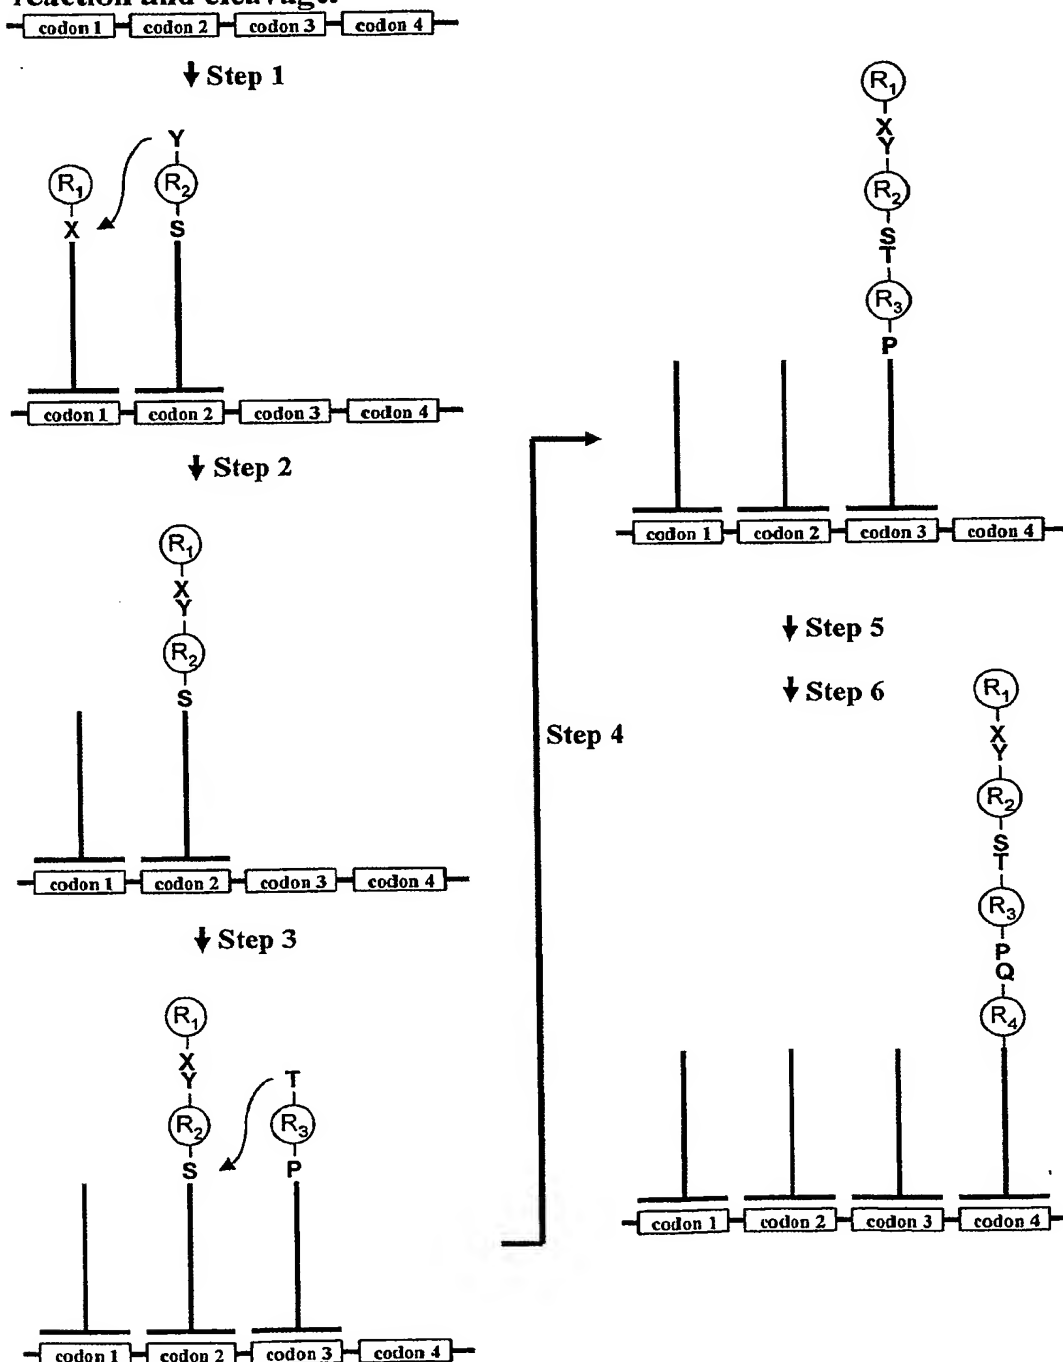 reaction and cleavage.
codon 1 codon 2 codon 3 codon 4
Step 1
Y
R1 R2
X S
codon 1 codon 2 codon 3 codon 4
Step 2
R1
X
Y
R2
S
codon 1 codon 2 codon 3 codon 4
Step 3
R1
X
Y T
R2 R3
S P
codon 1 codon 2 codon 3 codon 4
Step 4
R1
X
Y
R2
S
T
R3
P
codon 1 codon 2 codon 3 codon 4
Step 5
Step 6
R1
X
Y
R2
S
T
R3
P
Q
R4
codon 1 codon 2 codon 3 codon 4